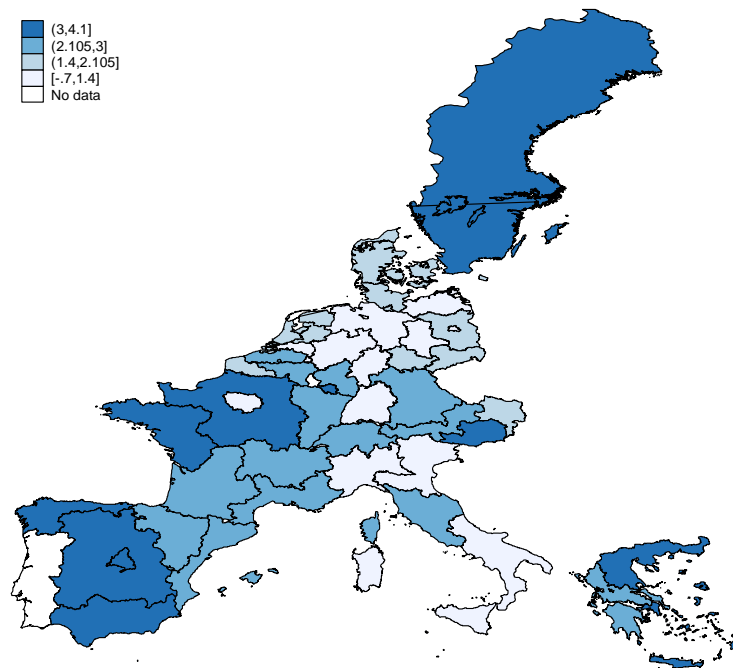 (3,4.1]
(2.105,3]
(1.4,2.105]
[-.7,1.4]
No data